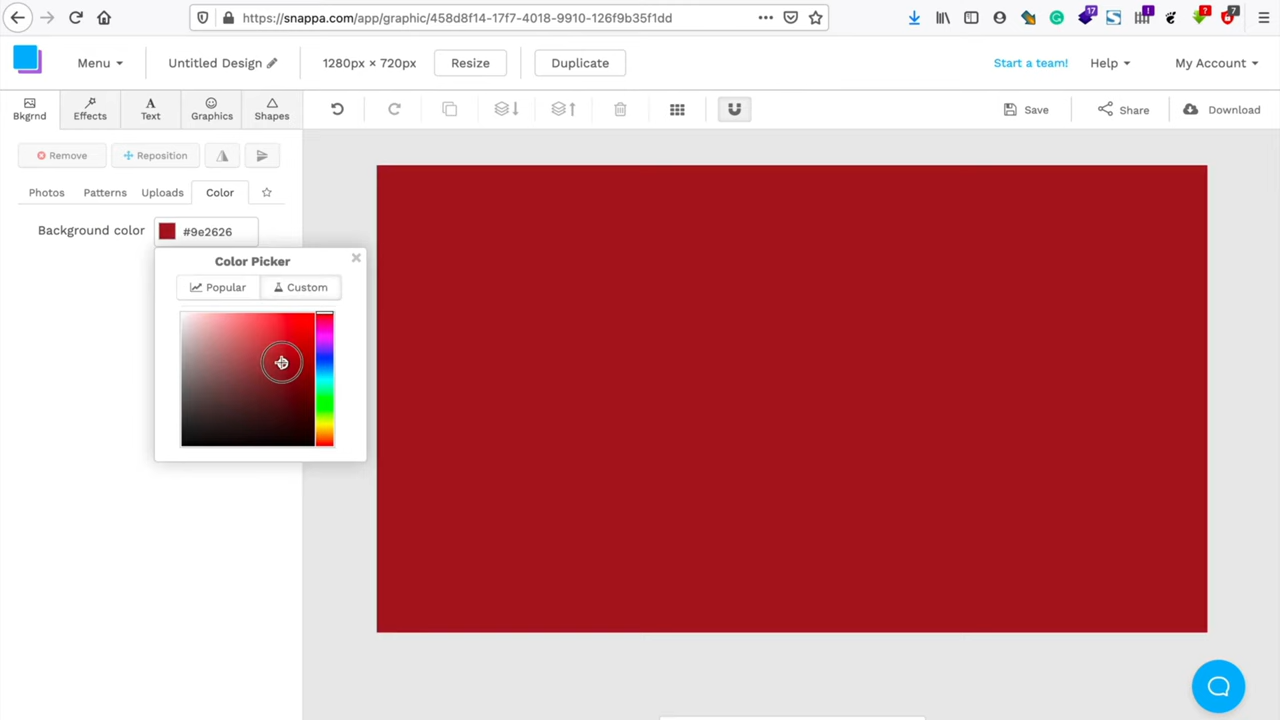 https://snappa.com/app/graphic/458d8f14-17f7-4018-9910-126f9b35f1dd
17
?
7
Menu
Untitled Design
1280px × 720px
Resize
Duplicate
Start a team!
Help
My Account
Bkgrnd
Effects
Text
Graphics
Shapes
Save
Share
Download
Remove
Reposition
Photos
Patterns
Uploads
Color
Background color
#9e2626
Color Picker
Popular
Custom